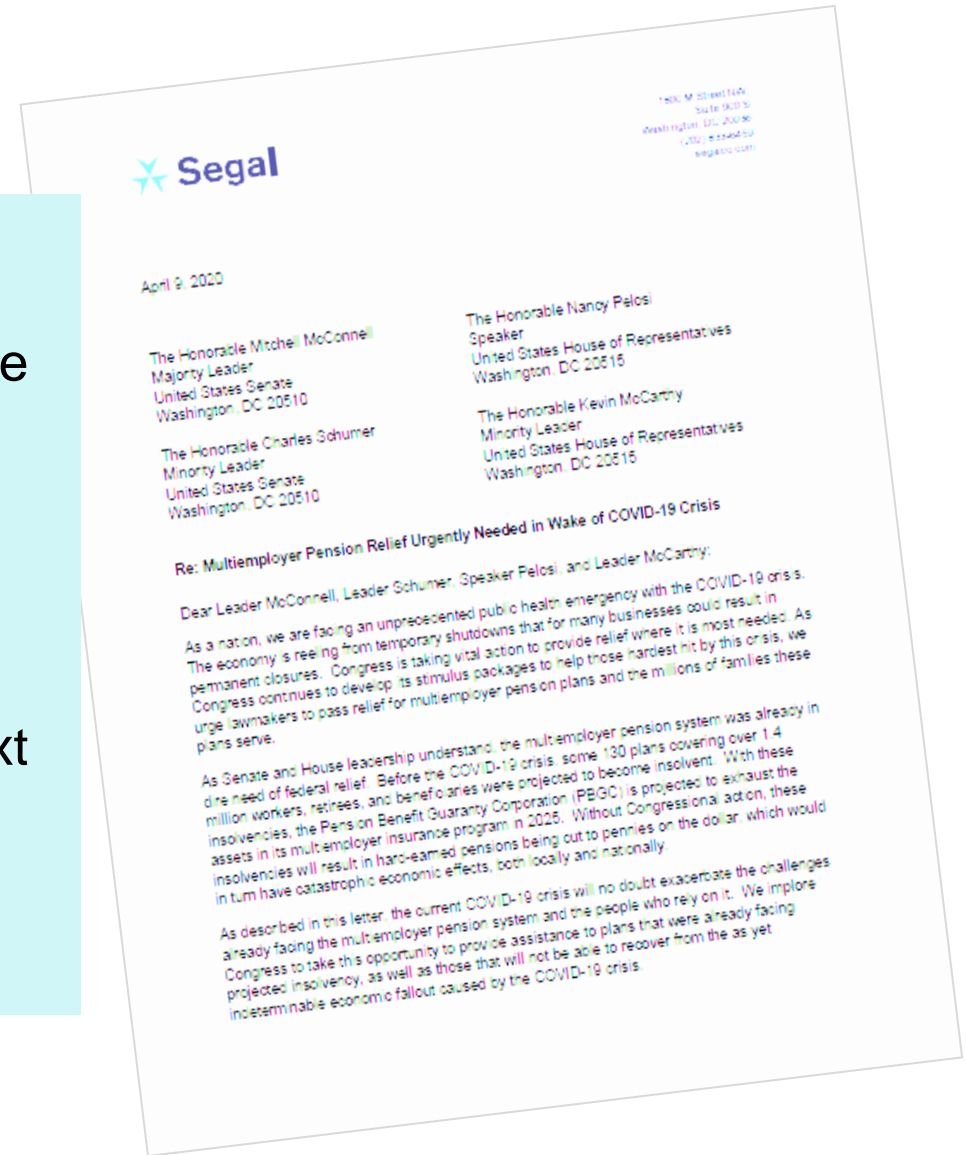 Street NW
Suite 900 S
Washington, DC 20036
(202)
segalco.com
Segal
April 9, 2020
The Honorable Mitchell McConnell
Majority Leader
United States Senate
Washington, DC 20510
The Honorable Charles Schumer
Minority Leader
United States Senate
Washington, DC 20510
The Honorable Nancy Pelosi
Speaker
United States House of Representatives
Washington, DC 20515
The Honorable Kevin McCarthy
Minority Leader
United States House of Representatives
Washington, DC 20515
Re: Multiemployer Pension Relief Urgently Needed in Wake of COVID-19 Crisis
Dear Leader McConnell, Leader Schumer, Speaker Pelosi, and Leader McCarthy:
As a nation, we are facing an unprecedented public health emergency with the COVID-19 crisis.
The economy is reeling from temporary shutdowns that for many businesses could result in
permanent closures. Congress is taking vital action to provide relief where it is most needed. As
Congress continues to develop its stimulus packages to help those hardest hit by this crisis, we
urge lawmakers to pass relief for multiemployer pension plans and the millions of families these
plans serve.
As Senate and House leadership understand, the multiemployer pension system was already in
dire need of federal relief. Before the COVID-19 crisis, some 130 plans covering over 1.4
million workers, retirees, and beneficiaries were projected to become insolvent. With these
insolvencies, the Pension Benefit Guaranty Corporation (PBGC) is projected to exhaust the
assets in its multiemployer insurance program in 2025. Without Congressional action, these
insolvencies will result in hard-earned pensions being cut to pennies on the dollar, which would
in turn have catastrophic economic effects, both locally and nationally.
As described in this letter, the current COVID-19 crisis will no doubt exacerbate the challenges
already facing the multiemployer pension system and the people who rely on it. We implore
Congress to take this opportunity to provide assistance to plans that were already facing
projected insolvency, as well as those that will not be able to recover from the as yet
indeterminable economic fallout caused by the COVID-19 crisis.
e
xt